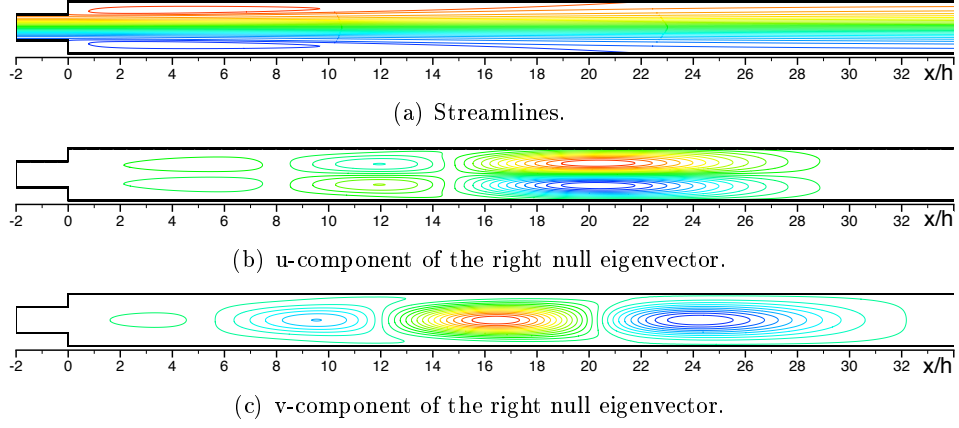 -2 0 2 4 6 8 10 12 14 16 18 20 22 24 26 28 30 32 x/h
(a) Streamlines.
-2 0 2 4 6 8 10 12 14 16 18 20 22 24 26 28 30 32 x/h
(b) u-component of the right null eigenvector.
-2 0 2 4 6 8 10 12 14 16 18 20 22 24 26 28 30 32 x/h
(c) v-component of the right null eigenvector.